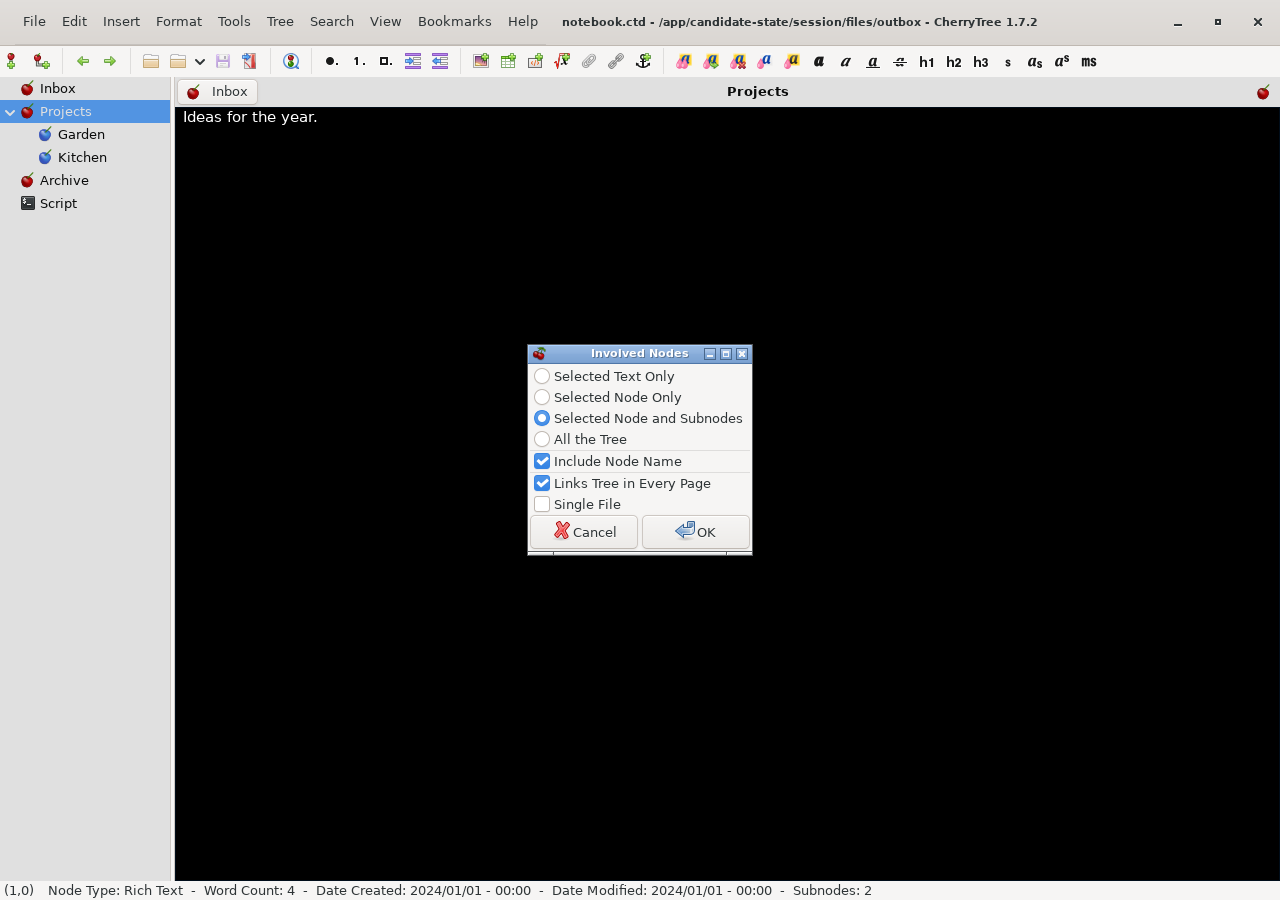 File Edit Insert Format Tools Tree Search View Bookmarks Help notebook.ctd - /app/candidate-state/session/files/outbox - CherryTree 1.7.2
1. a a a a a a a a h1 h2 h3 s as as ms
Inbox
Projects
Garden
Kitchen
Archive
Script
Inbox
Projects
Ideas for the year.
Involved Nodes
Selected Text Only
Selected Node Only
Selected Node and Subnodes
All the Tree
Include Node Name
Links Tree in Every Page
Single File
Cancel OK
(1,0) Node Type: Rich Text - Word Count: 4 - Date Created: 2024/01/01 - 00:00 - Date Modified: 2024/01/01 - 00:00 - Subnodes: 2